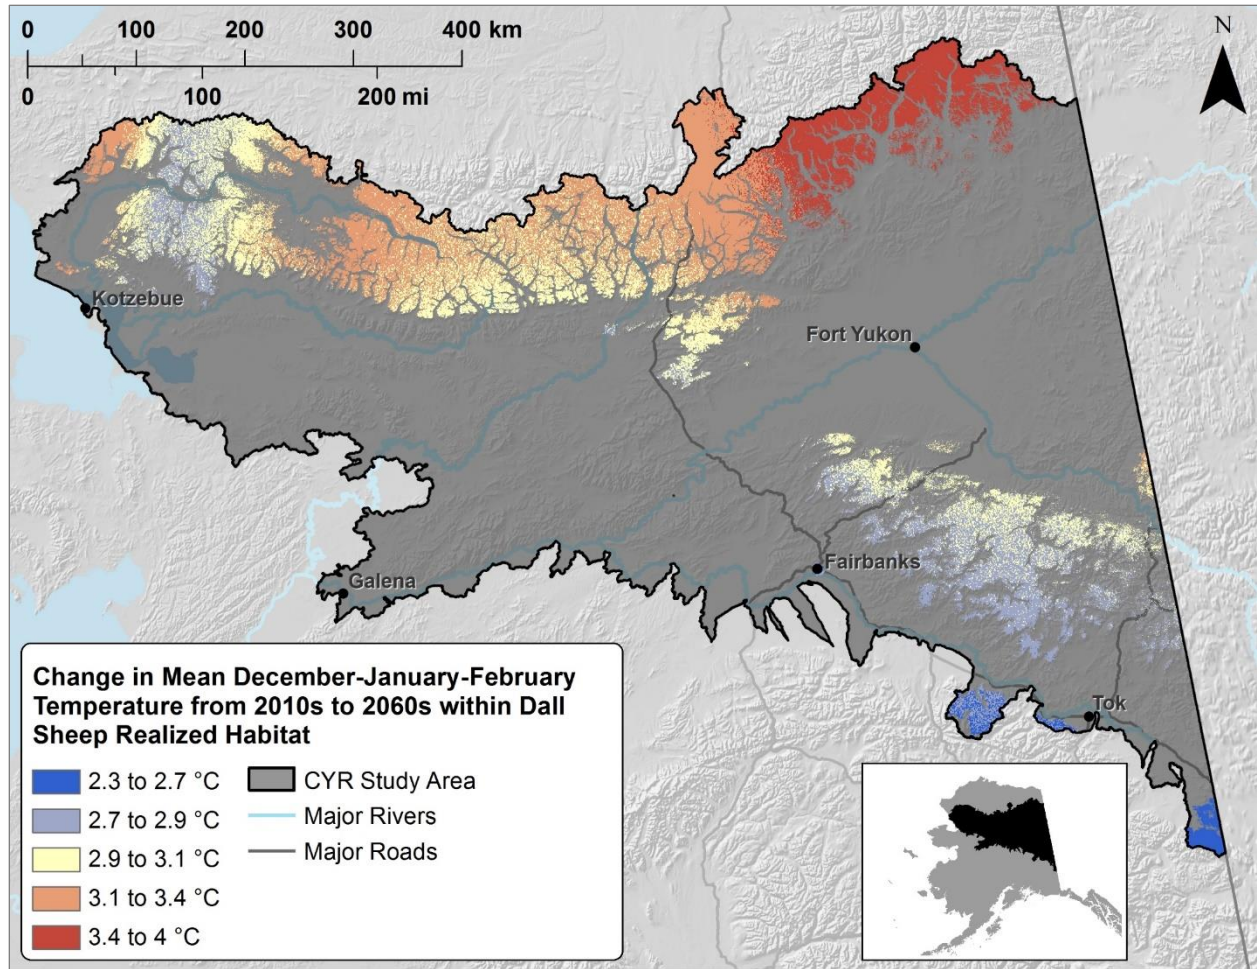 0 100 200 400 km
0 100 200 mi
N
Kotzebue
Fort Yukon
Fairbanks
Galena
Tok
Change in Mean December-January-February
Temperature from 2010s to 2060s within Dall
Sheep Realized Habitat
2.3 to 2.7 °C
2.7 to 2.9 °C
2.9 to 3.1 °C
3.1 to 3.4 °C
3.4 to 4 °C
CYR Study Area
Major Rivers
Major Roads